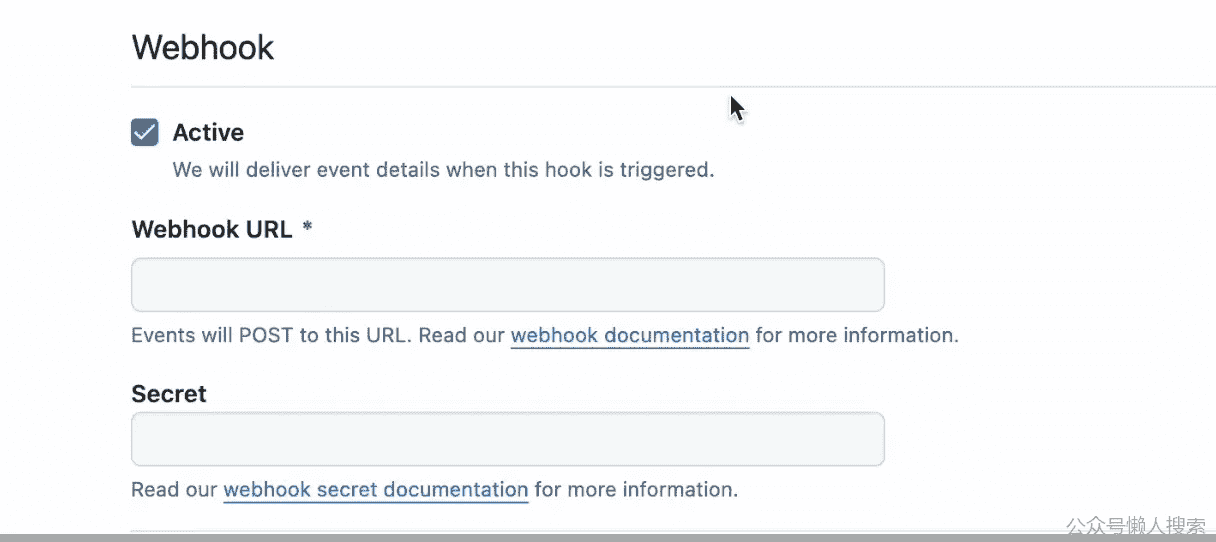 Webhook
Active
We will deliver event details when this hook is triggered.
Webhook URL *
Events will POST to this URL. Read our webhook documentation for more information.
Secret
Read our webhook secret documentation for more information.
公众号懒人搜索